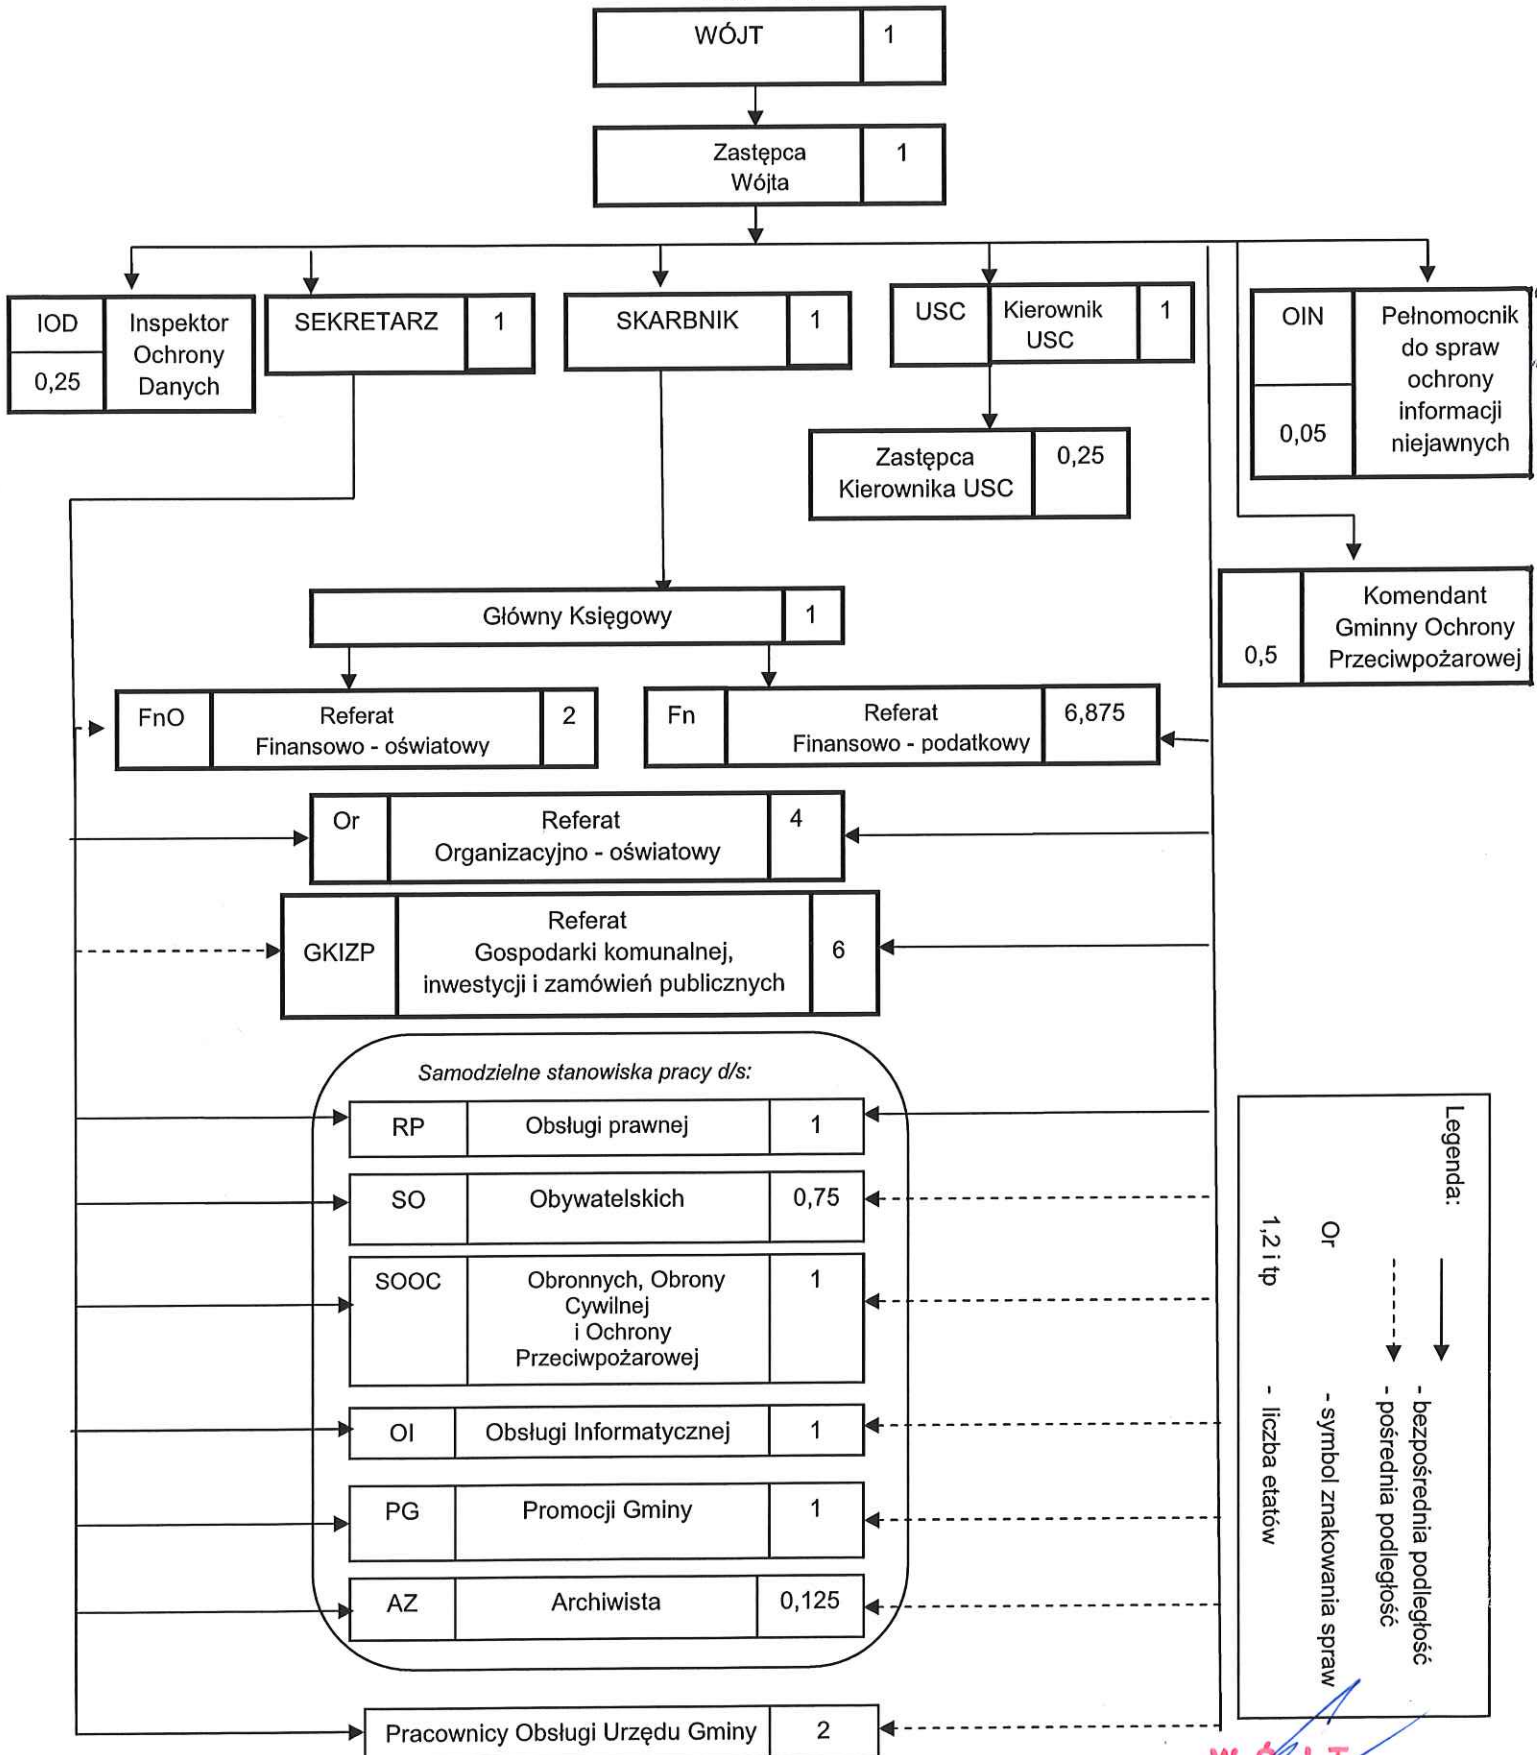 WÓJT 1
Zastępca 1
Wójta
IOD Inspektor
Ochrony
0,25 Danych
SEKRETARZ 1
SKARBNIK 1
USC Kierownik 1
USC
OIN Pełnomocnik
do spraw
ochrony
informacji
0,05 niejawnych
Zastępca 0,25
Kierownika USC
Komendant
Gminny Ochrony
0,5 Przeciwpożarowej
Główny Księgowy 1
FnO Referat 2
Finansowo - oświatowy
Fn Referat 6,875
Finansowo - podatkowy
Or Referat 4
Organizacyjno - oświatowy
Referat
GKIZP Gospodarki komunalnej, 6
inwestycji i zamówień publicznych
Samodzielne stanowiska pracy d/s:
RP Obsługi prawnej 1
SO Obywatelskich 0,75
SOOC Obronnych, Obrony 1
Cywilnej
i Ochrony
Przeciwpożarowej
OI Obsługi Informatycznej 1
PG Promocji Gminy 1
AZ Archiwista 0,125
Pracownicy Obsługi Urzędu Gminy 2
Legenda:
- bezpośrednia podległość
- pośrednia podległość
Or - symbol znakowania spraw
1,2 i tp - liczba etatów
WÓJT